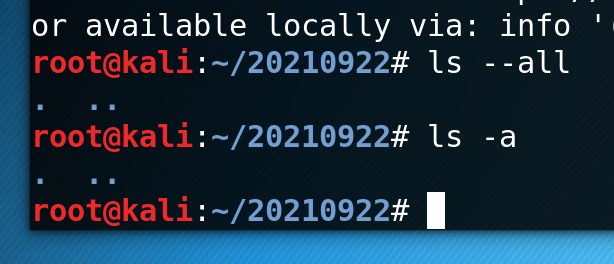 or available locally via: info '
root@kali:~/20210922# ls --all
.  ..
root@kali:~/20210922# ls -a
.  ..
root@kali:~/20210922#